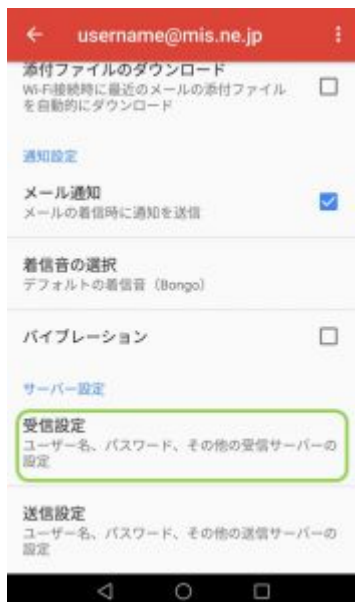 username@mis.ne.jp
添付ファイルのダウンロード
Wi-Fi接続時に最近のメールの添付ファイル
を自動的にダウンロード
通知設定
メール通知
メールの着信時に通知を送信
着信音の選択
デフォルトの着信音（Bongo）
バイブレーション
サーバー設定
受信設定
ユーザー名、パスワード、その他の受信サーバーの
設定
送信設定
ユーザー名、パスワード、その他の送信サーバーの
設定